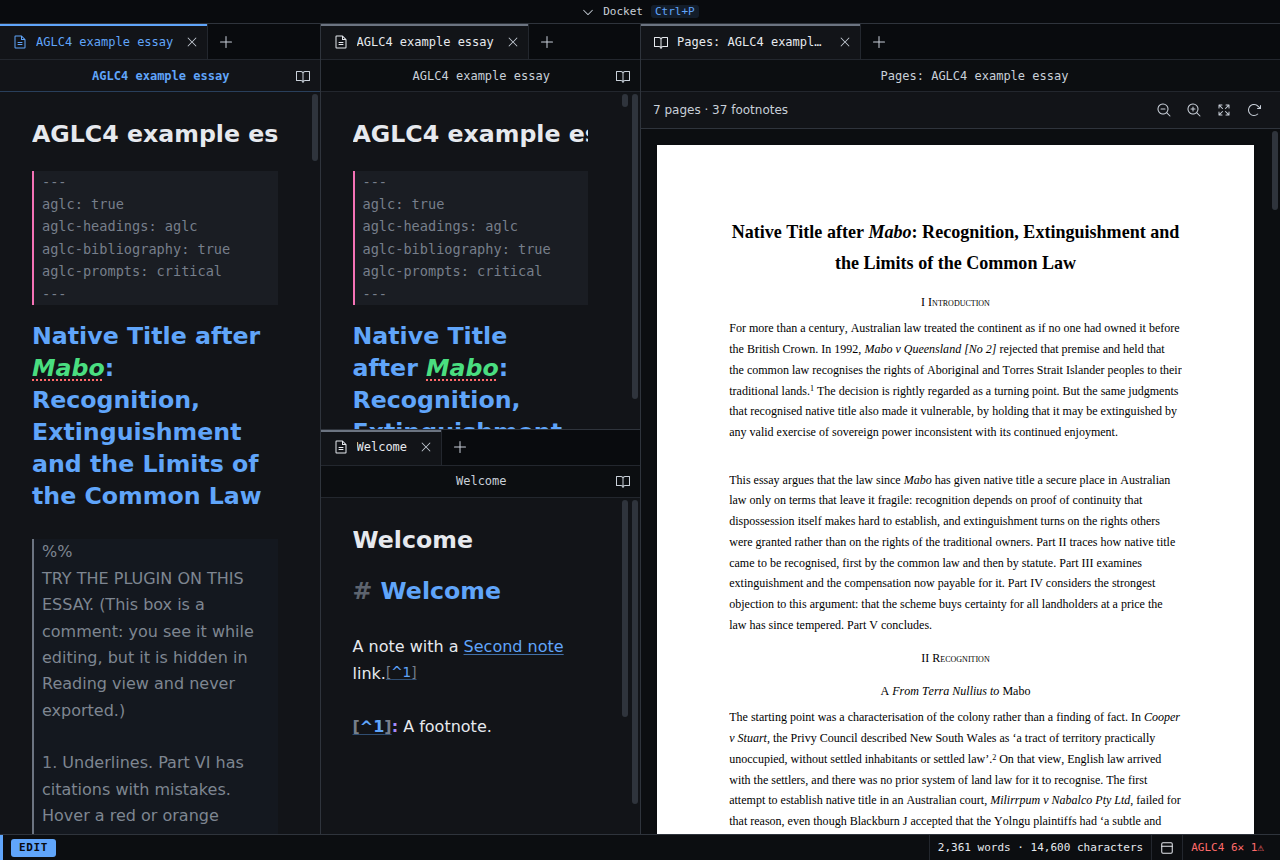 Docket Ctrl+P
AGLC4 example essay
AGLC4 example essay
AGLC4 example es
---
aglc: true
aglc-headings: aglc
aglc-bibliography: true
aglc-prompts: critical
---
Native Title after
Mabo:
Recognition,
Extinguishment
and the Limits of
the Common Law
%%
TRY THE PLUGIN ON THIS
ESSAY. (This box is a
comment: you see it while
editing, but it is hidden in
Reading view and never
exported.)
1. Underlines. Part VI has
citations with mistakes.
Hover a red or orange
AGLC4 example essay
AGLC4 example essay
AGLC4 example es
---
aglc: true
aglc-headings: aglc
aglc-bibliography: true
aglc-prompts: critical
---
Native Title
after Mabo:
Recognition,
Extinguishment
Welcome
Welcome
Welcome
# Welcome
A note with a Second note
link.[^1]
[^1]: A footnote.
Pages: AGLC4 exampl…
Pages: AGLC4 example essay
7 pages · 37 footnotes
Native Title after Mabo: Recognition, Extinguishment and
the Limits of the Common Law
I Introduction
For more than a century, Australian law treated the continent as if no one had owned it before
the British Crown. In 1992, Mabo v Queensland [No 2] rejected that premise and held that
the common law recognises the rights of Aboriginal and Torres Strait Islander peoples to their
traditional lands.1 The decision is rightly regarded as a turning point. But the same judgments
that recognised native title also made it vulnerable, by holding that it may be extinguished by
any valid exercise of sovereign power inconsistent with its continued enjoyment.
This essay argues that the law since Mabo has given native title a secure place in Australian
law only on terms that leave it fragile: recognition depends on proof of continuity that
dispossession itself makes hard to establish, and extinguishment turns on the rights others
were granted rather than on the rights of the traditional owners. Part II traces how native title
came to be recognised, first by the common law and then by statute. Part III examines
extinguishment and the compensation now payable for it. Part IV considers the strongest
objection to this argument: that the scheme buys certainty for all landholders at a price the
law has since tempered. Part V concludes.
II Recognition
A From Terra Nullius to Mabo
The starting point was a characterisation of the colony rather than a finding of fact. In Cooper
v Stuart, the Privy Council described New South Wales as ‘a tract of territory practically
unoccupied, without settled inhabitants or settled law’.2 On that view, English law arrived
with the settlers, and there was no prior system of land law for it to recognise. The first
attempt to establish native title in an Australian court, Milirrpum v Nabalco Pty Ltd, failed for
that reason, even though Blackburn J accepted that the Yolngu plaintiffs had ‘a subtle and
EDIT
2,361 words · 14,600 characters
AGLC4 6× 1⚠